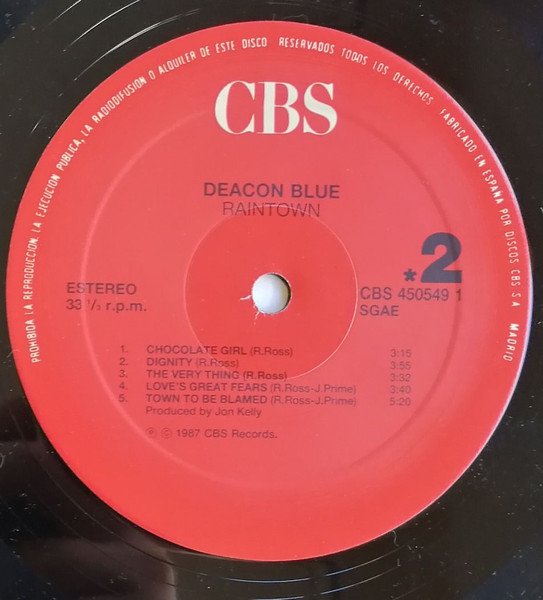 PROHIBIDA LA REPRODUCCION, LA EJECUCION PUBLICA, LA RADIODIFUSION O ALQUILER DE ESTE DISCO RESERVADOS TODOS LOS DERECHOS. FABRICADO EN ESPAÑA POR DISCOS CBS S.A. MADRID
CBS
DEACON BLUE
RAINTOWN
ESTEREO
33 ⅓ r.p.m.
*2
CBS 450549 1
SGAE
1. CHOCOLATE GIRL (R.Ross) 3:15
2. DIGNITY (R.Ross) 3:55
3. THE VERY THING (R.Ross) 3:32
4. LOVE'S GREAT FEARS (R.Ross-J.Prime) 3:40
5. TOWN TO BE BLAMED (R.Ross-J.Prime) 5:20
Produced by Jon Kelly
℗ © 1987 CBS Records.